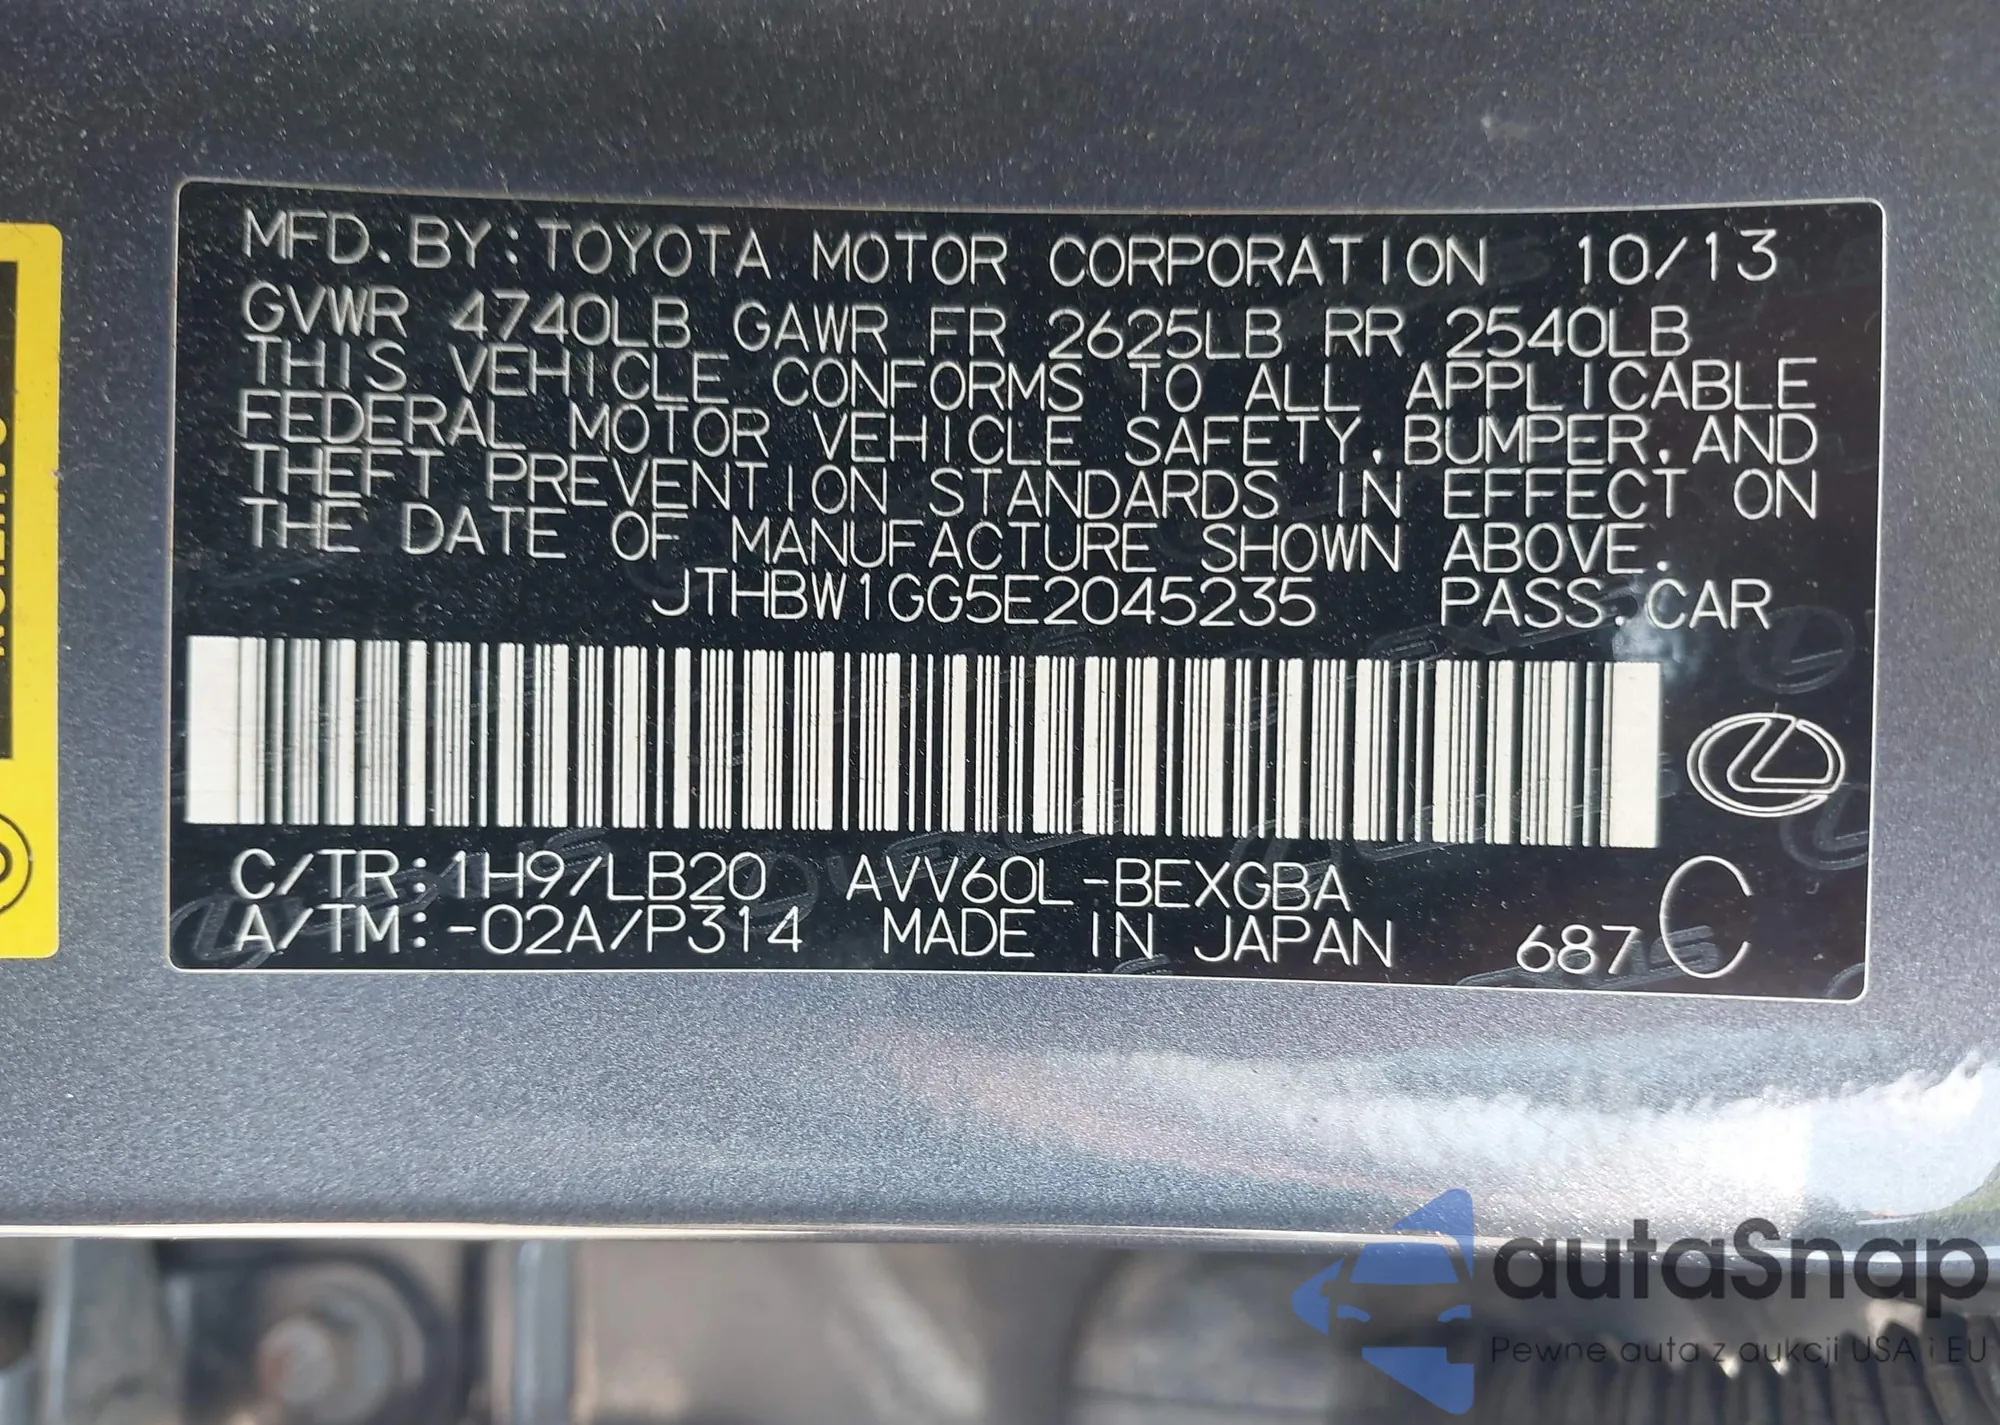 MFD. BY: TOYOTA MOTOR CORPORATION 10/13
GVWR 4740LB GAWR FR 2625LB RR 2540LB
THIS VEHICLE CONFORMS TO ALL APPLICABLE
FEDERAL MOTOR VEHICLE SAFETY, BUMPER, AND
THEFT PREVENTION STANDARDS IN EFFECT ON
THE DATE OF MANUFACTURE SHOWN ABOVE.
JTHBW1GG5E2045235 PASS. CAR
C/TR: 1H9/LB20 AVV60L-BEXGBA
A/TM: -02A/P314 MADE IN JAPAN 687 C
autaSnap
Pewne auta z aukcji USA i EU